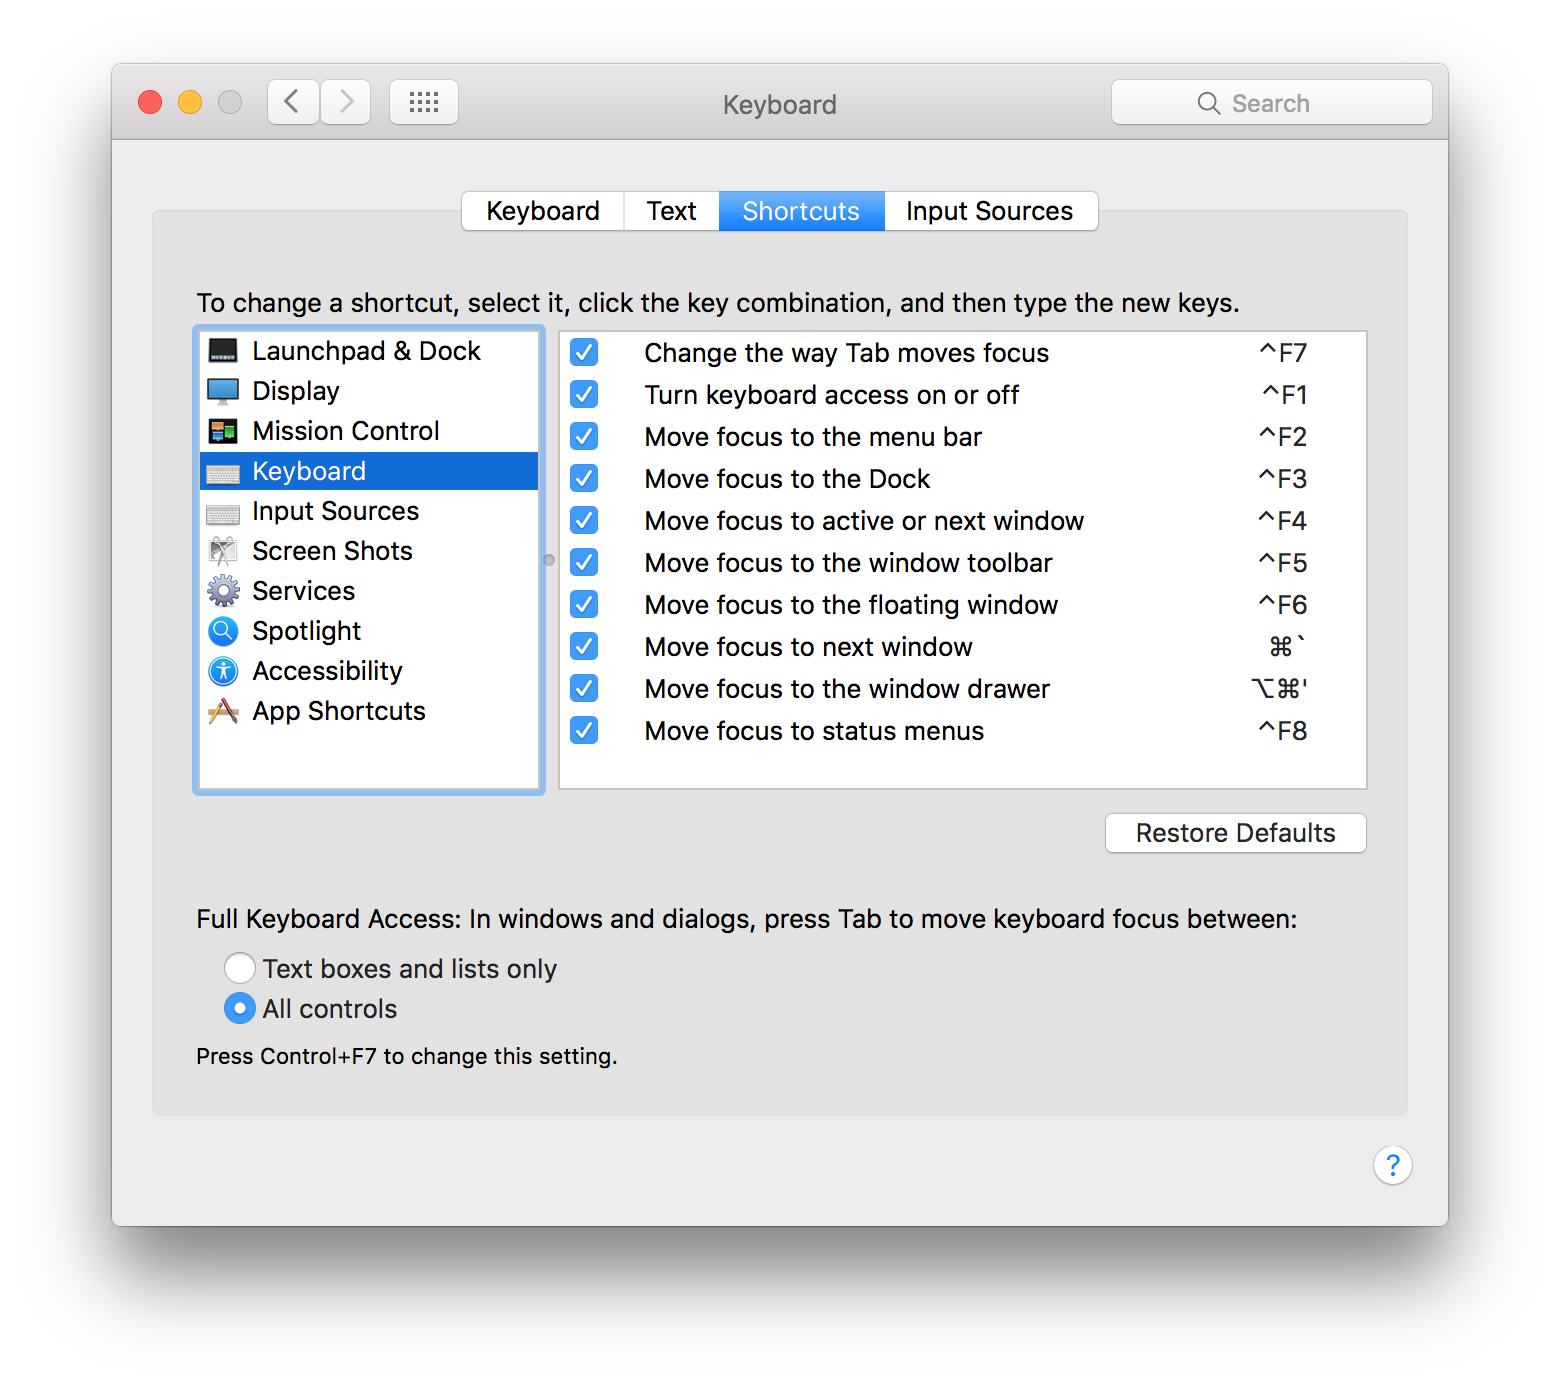 Keyboard
Search
Keyboard Text Shortcuts Input Sources
To change a shortcut, select it, click the key combination, and then type the new keys.
Launchpad & Dock
Display
Mission Control
Keyboard
Input Sources
Screen Shots
Services
Spotlight
Accessibility
App Shortcuts
Change the way Tab moves focus ^F7
Turn keyboard access on or off ^F1
Move focus to the menu bar ^F2
Move focus to the Dock ^F3
Move focus to active or next window ^F4
Move focus to the window toolbar ^F5
Move focus to the floating window ^F6
Move focus to next window ⌘`
Move focus to the window drawer ⌥⌘'
Move focus to status menus ^F8
Restore Defaults
Full Keyboard Access: In windows and dialogs, press Tab to move keyboard focus between:
Text boxes and lists only
All controls
Press Control+F7 to change this setting.
?